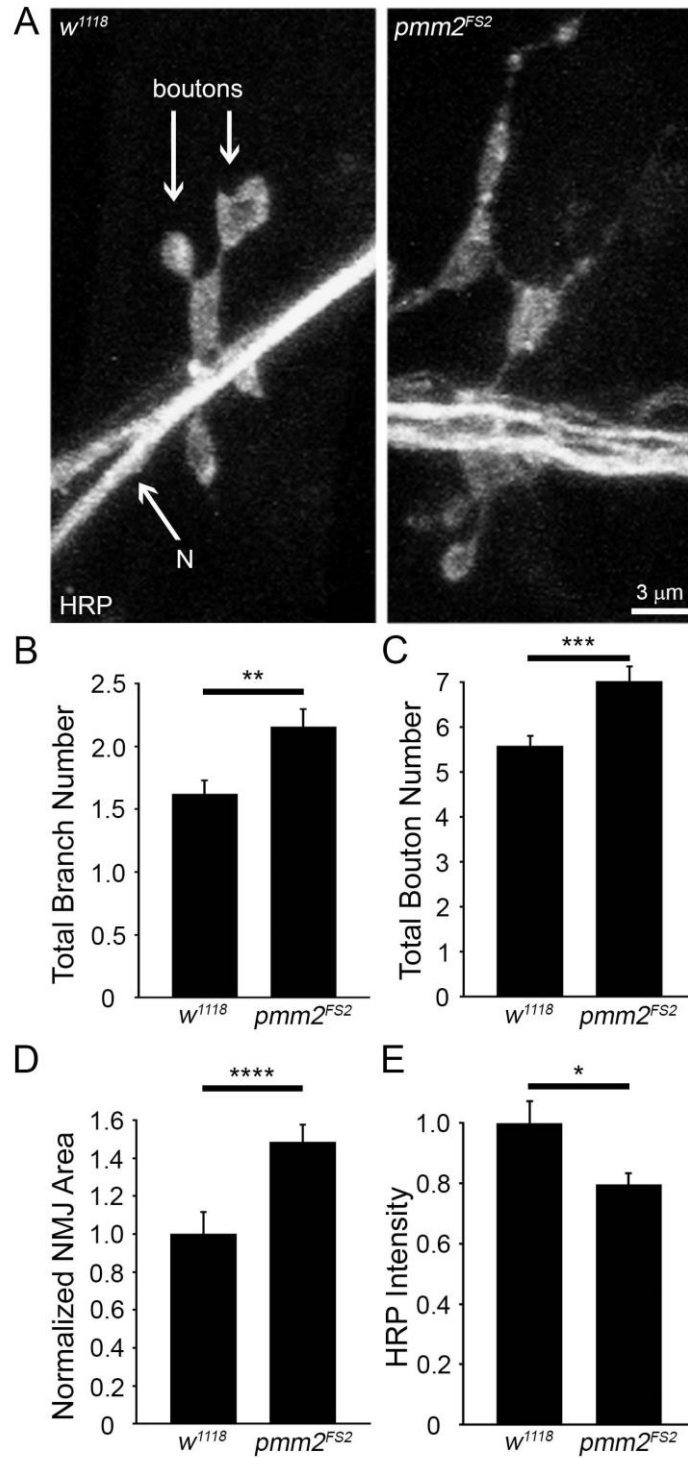 A
w1118
pmm2FS2
boutons
N
HRP
3 µm
B
**
2.5
2.0
1.5
1.0
0.5
0
Total Branch Number
w1118
pmm2FS2
C
***
7
6
5
4
3
2
1
0
Total Bouton Number
w1118
pmm2FS2
D
****
1.6
1.4
1.2
1.0
0.8
0.6
0.4
0.2
0
Normalized NMJ Area
w1118
pmm2FS2
E
*
1.0
0.8
0.6
0.4
0.2
0
HRP Intensity
w1118
pmm2FS2